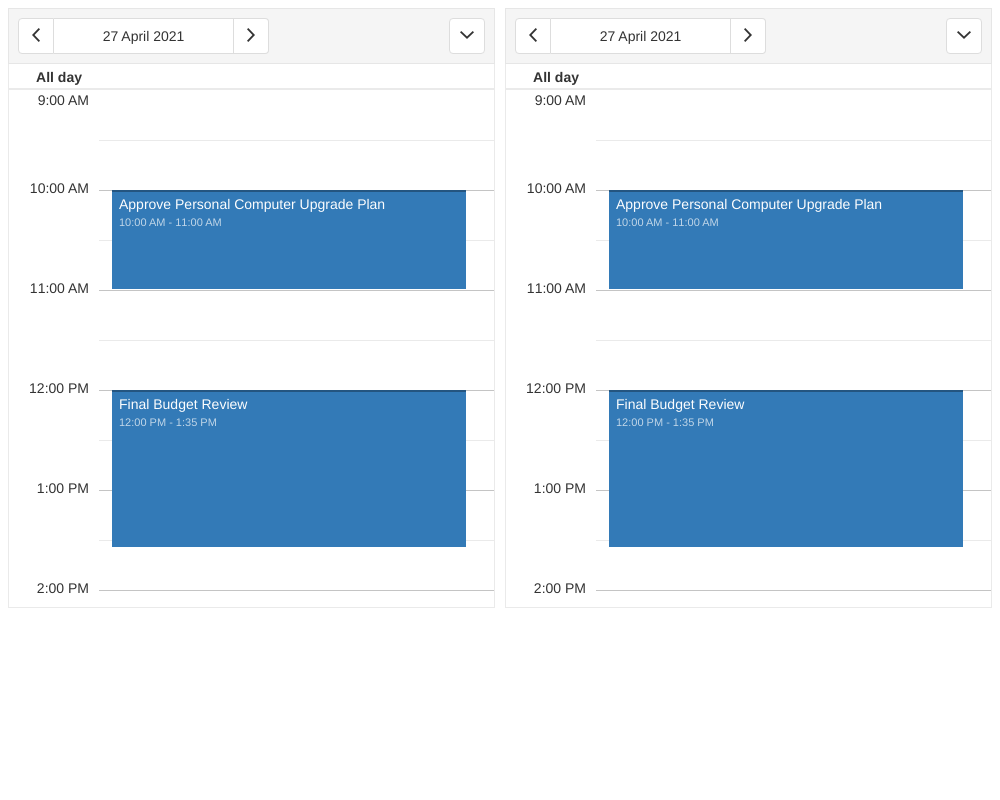 27 April 2021
All day
9:00 AM
10:00 AM
Approve Personal Computer Upgrade Plan
10:00 AM - 11:00 AM
11:00 AM
12:00 PM
Final Budget Review
12:00 PM - 1:35 PM
1:00 PM
2:00 PM
27 April 2021
All day
9:00 AM
10:00 AM
Approve Personal Computer Upgrade Plan
10:00 AM - 11:00 AM
11:00 AM
12:00 PM
Final Budget Review
12:00 PM - 1:35 PM
1:00 PM
2:00 PM